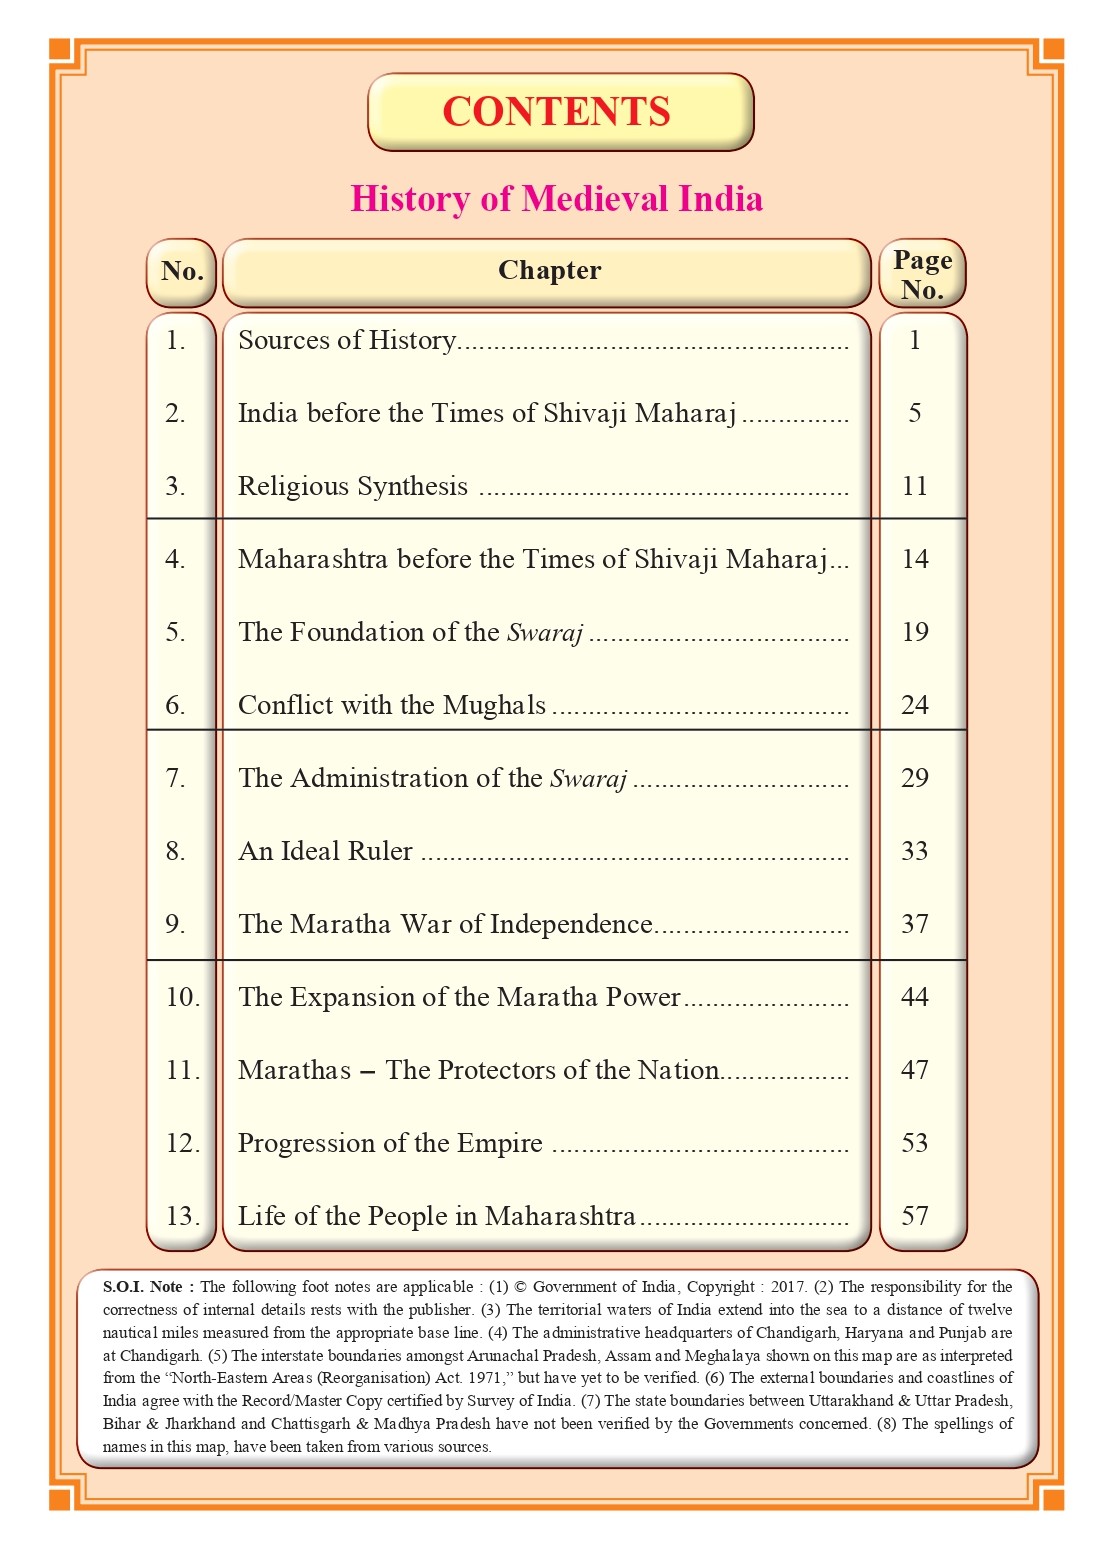 CONTENTS
History of Medieval India
No. Chapter Page No.
1. Sources of History...................................................... 1
2. India before the Times of Shivaji Maharaj............... 5
3. Religious Synthesis ................................................... 11
4. Maharashtra before the Times of Shivaji Maharaj... 14
5. The Foundation of the Swaraj.................................... 19
6. Conflict with the Mughals......................................... 24
7. The Administration of the Swaraj.............................. 29
8. An Ideal Ruler........................................................... 33
9. The Maratha War of Independence........................... 37
10. The Expansion of the Maratha Power....................... 44
11. Marathas – The Protectors of the Nation.................. 47
12. Progression of the Empire ......................................... 53
13. Life of the People in Maharashtra............................. 57
S.O.I. Note : The following foot notes are applicable : (1) © Government of India, Copyright : 2017. (2) The responsibility for the
correctness of internal details rests with the publisher. (3) The territorial waters of India extend into the sea to a distance of twelve
nautical miles measured from the appropriate base line. (4) The administrative headquarters of Chandigarh, Haryana and Punjab are
at Chandigarh. (5) The interstate boundaries amongst Arunachal Pradesh, Assam and Meghalaya shown on this map are as interpreted
from the “North-Eastern Areas (Reorganisation) Act. 1971,” but have yet to be verified. (6) The external boundaries and coastlines of
India agree with the Record/Master Copy certified by Survey of India. (7) The state boundaries between Uttarakhand & Uttar Pradesh,
Bihar & Jharkhand and Chattisgarh & Madhya Pradesh have not been verified by the Governments concerned. (8) The spellings of
names in this map, have been taken from various sources.